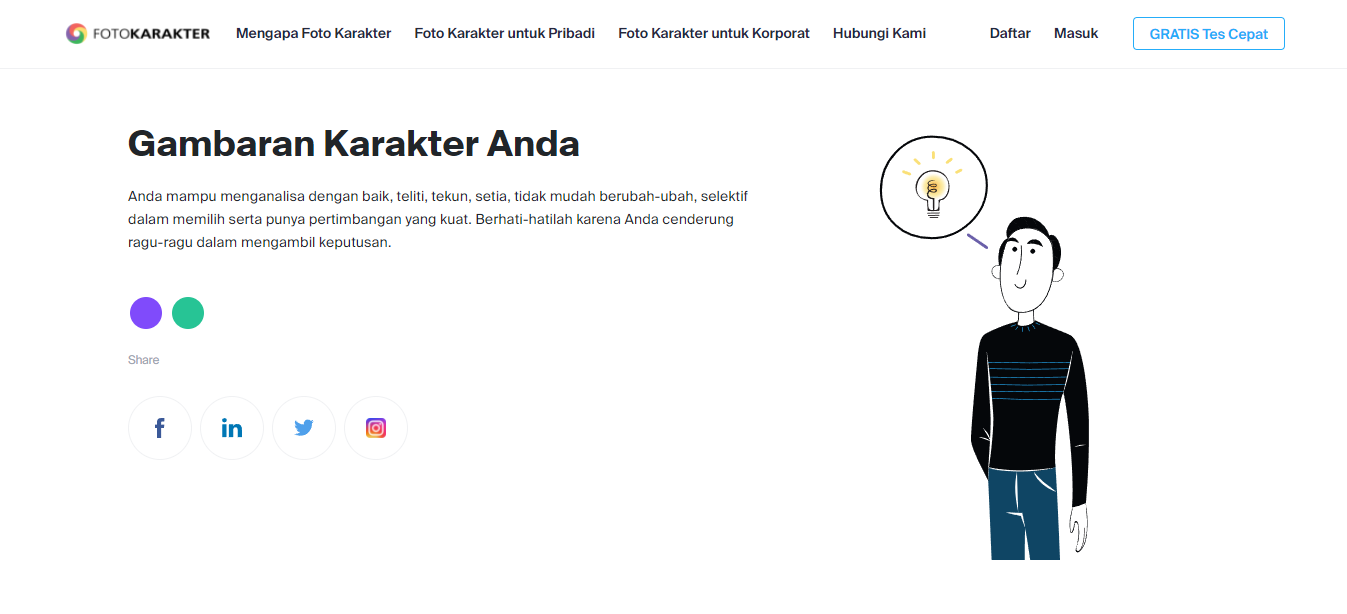 FOTOKARAKTER Mengapa Foto Karakter Foto Karakter untuk Pribadi Foto Karakter untuk Korporat Hubungi Kami Daftar Masuk GRATIS Tes Cepat
Gambaran Karakter Anda
Anda mampu menganalisa dengan baik, teliti, tekun, setia, tidak mudah berubah-ubah, selektif
dalam memilih serta punya pertimbangan yang kuat. Berhati-hatilah karena Anda cenderung
ragu-ragu dalam mengambil keputusan.
Share